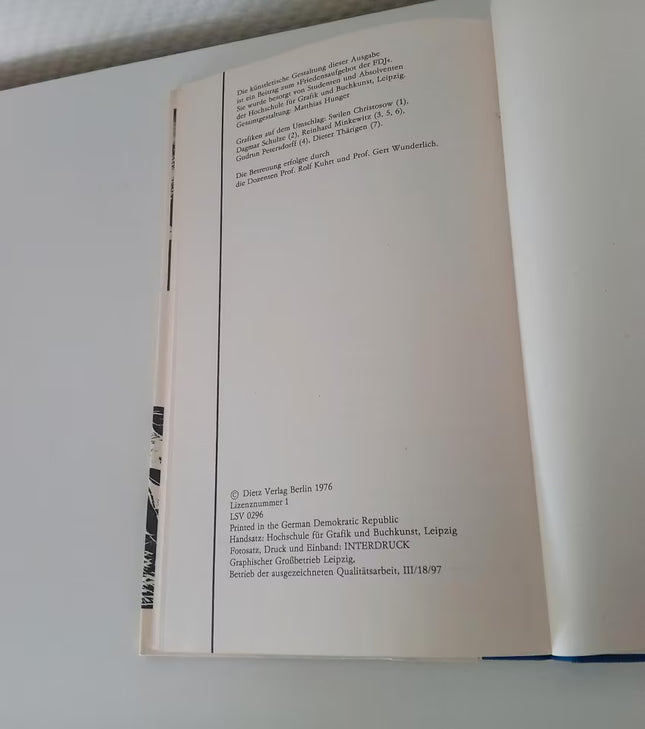 Die künstlerische Gestaltung dieser Ausgabe
ist ein Beitrag zum »Friedensaufgebot der FDJ«.
Sie wurde besorgt von Studenten und Absolventen
der Hochschule für Grafik und Buchkunst, Leipzig.
Gesamtgestaltung: Matthias Hunger
Grafiken auf dem Umschlag: Swilen Christosow (1),
Dagmar Schulze (2), Reinhard Minkewitz (3, 5, 6),
Gudrun Petersdorff (4), Dieter Thärigen (7).
Die Betreuung erfolgte durch
die Dozenten Prof. Rolf Kuhrt und Prof. Gert Wunderlich.
© Dietz Verlag Berlin 1976
Lizenznummer 1
LSV 0296
Printed in the German Democratic Republic
Handsatz: Hochschule für Grafik und Buchkunst, Leipzig
Fotosatz, Druck und Einband: INTERDRUCK
Graphischer Großbetrieb Leipzig,
Betrieb der ausgezeichneten Qualitätsarbeit, III/18/97